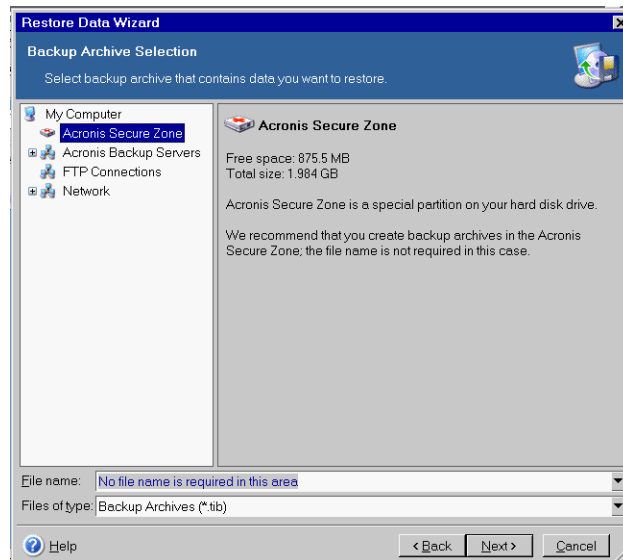 Restore Data Wizard
Backup Archive Selection
Select backup archive that contains data you want to restore.
My Computer
Acronis Secure Zone
Acronis Backup Servers
FTP Connections
Network
Acronis Secure Zone
Free space: 875.5 MB
Total size: 1.984 GB
Acronis Secure Zone is a special partition on your hard disk drive.
We recommend that you create backup archives in the Acronis
Secure Zone; the file name is not required in this case.
File name: No file name is required in this area
Files of type: Backup Archives (*.tib)
Help
< Back
Next >
Cancel